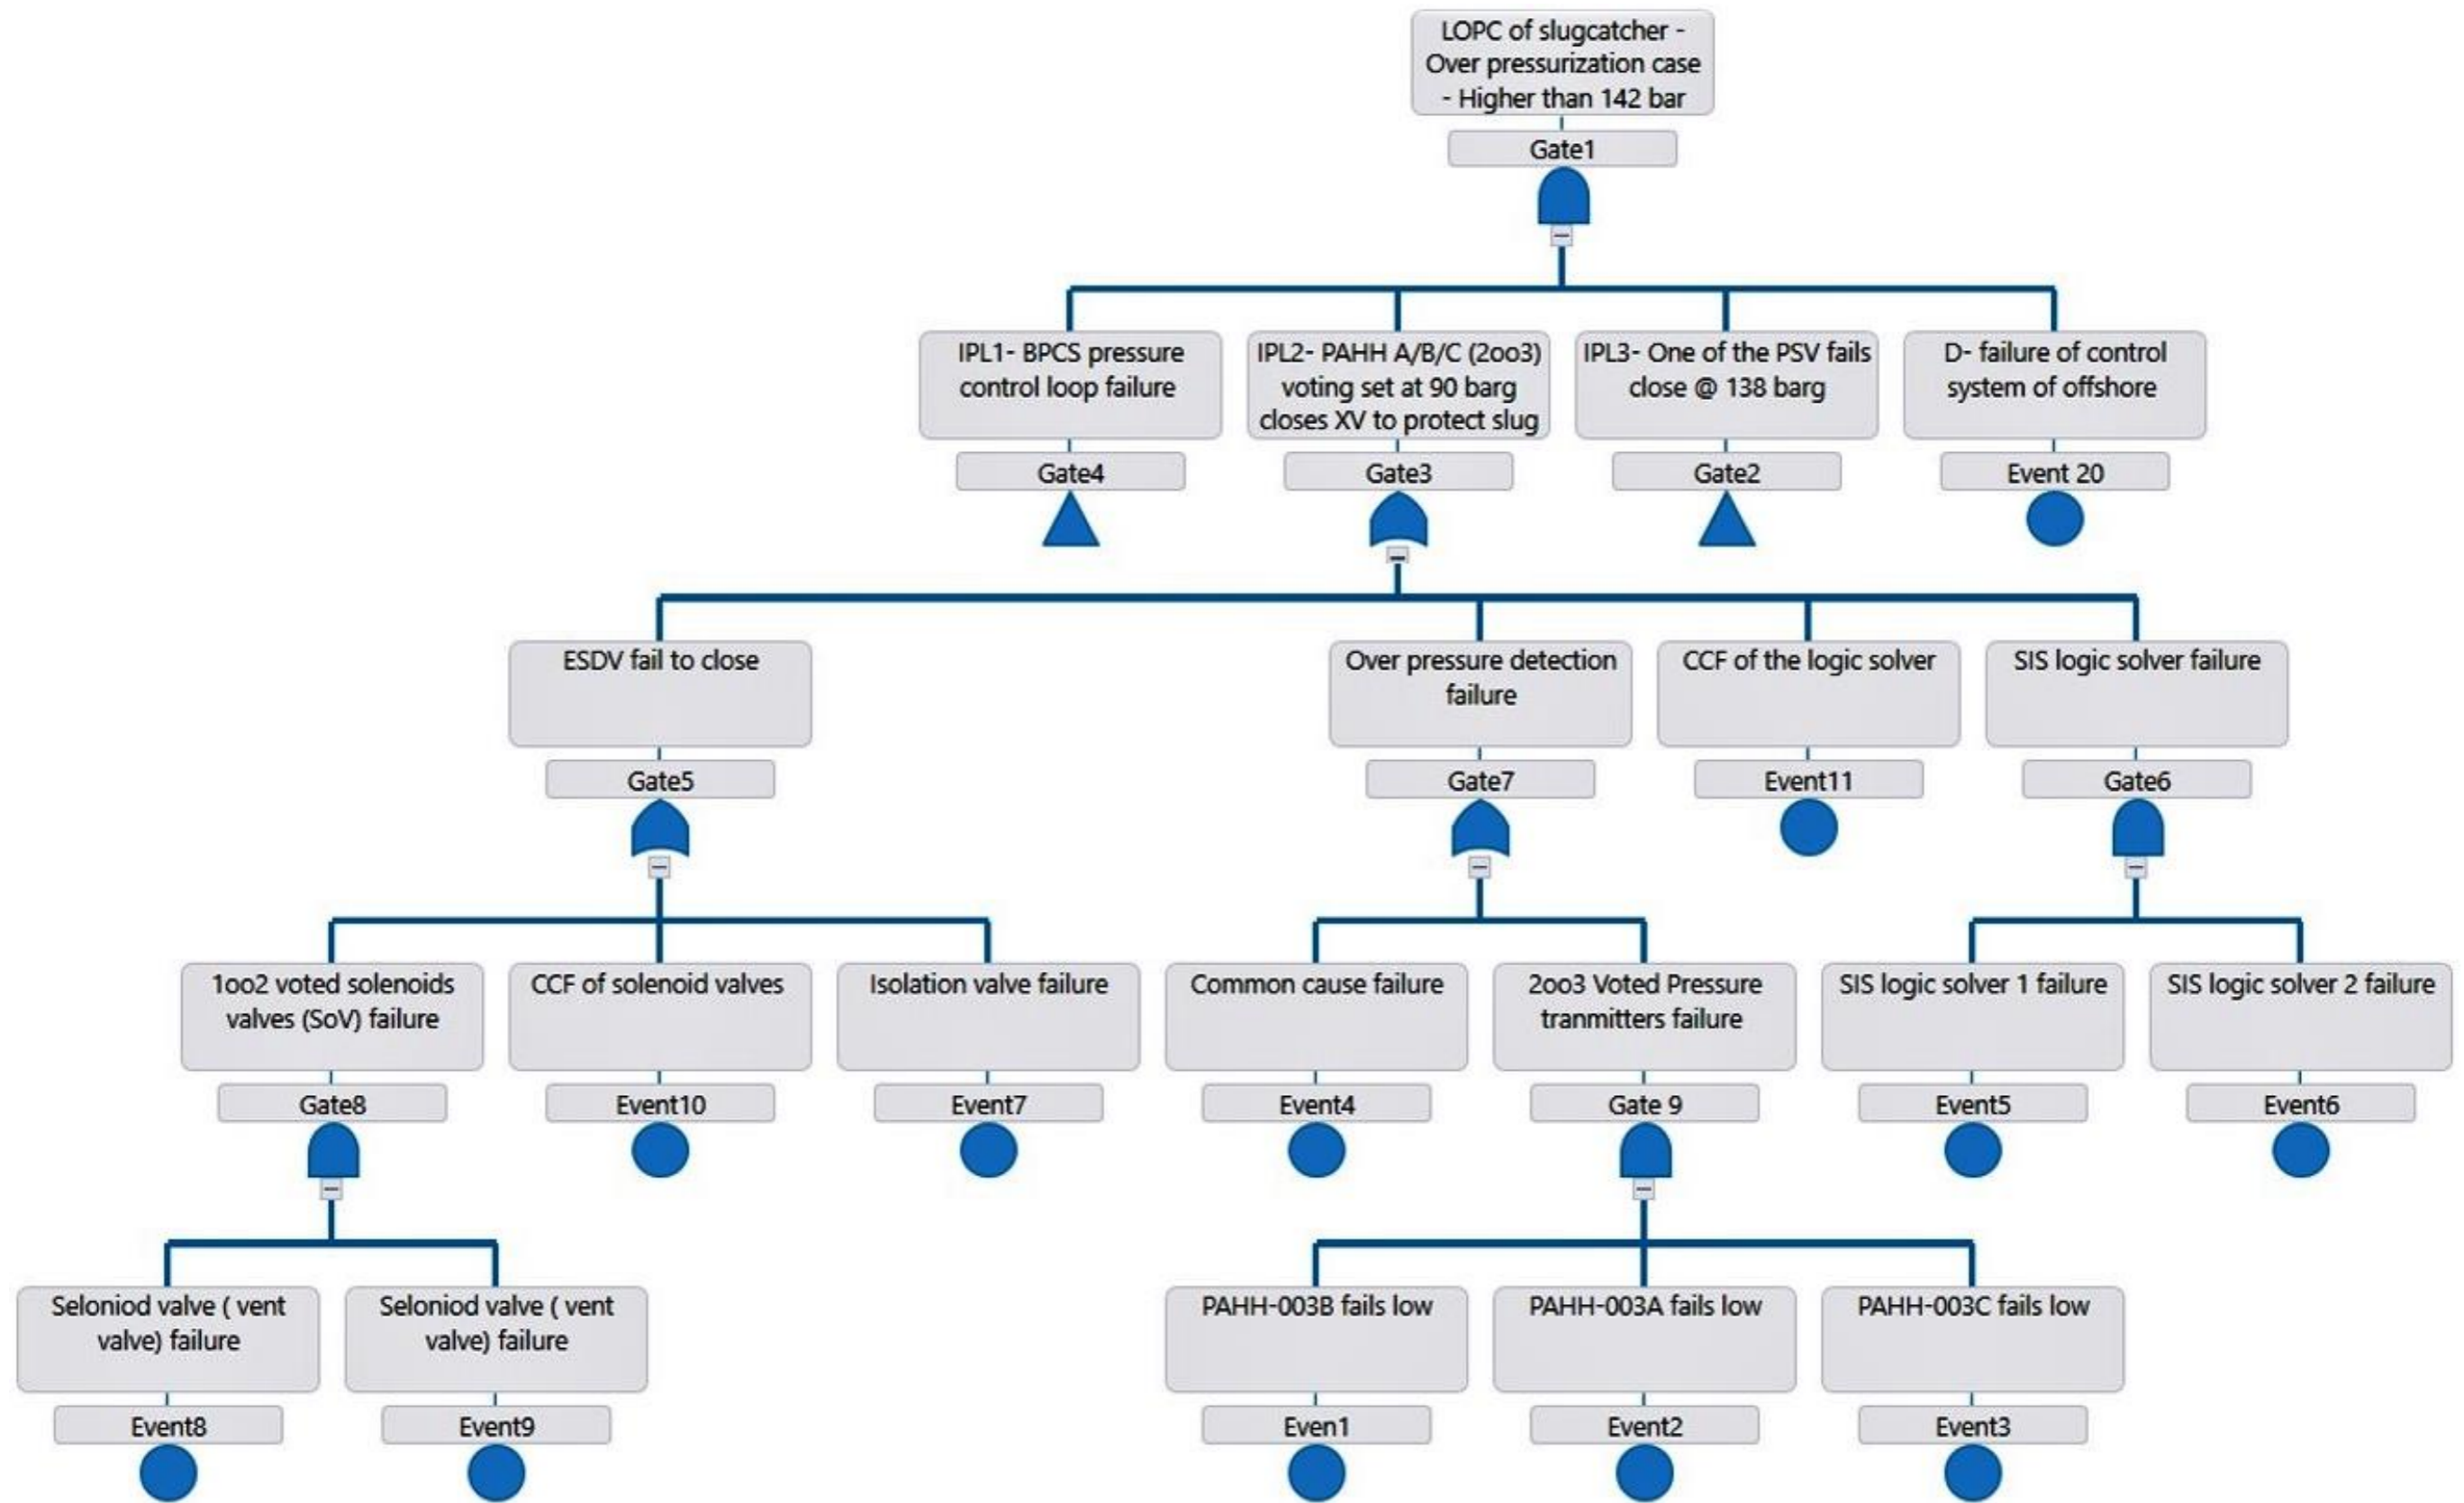 LOPC of slugcatcher -
Over pressurization case
- Higher than 142 bar
Gate1
IPL1- BPCS pressure
control loop failure
Gate4
IPL2- PAHH A/B/C (2oo3)
voting set at 90 barg
closes XV to protect slug
Gate3
IPL3- One of the PSV fails
close @ 138 barg
Gate2
D- failure of control
system of offshore
Event 20
ESDV fail to close
Gate5
Over pressure detection
failure
Gate7
CCF of the logic solver
Event11
SIS logic solver failure
Gate6
1oo2 voted solenoids
valves (SoV) failure
Gate8
CCF of solenoid valves
Event10
Isolation valve failure
Event7
Common cause failure
Event4
2oo3 Voted Pressure
tranmitters failure
Gate 9
SIS logic solver 1 failure
Event5
SIS logic solver 2 failure
Event6
Seloniod valve ( vent
valve) failure
Event8
Seloniod valve ( vent
valve) failure
Event9
PAHH-003B fails low
Even1
PAHH-003A fails low
Event2
PAHH-003C fails low
Event3